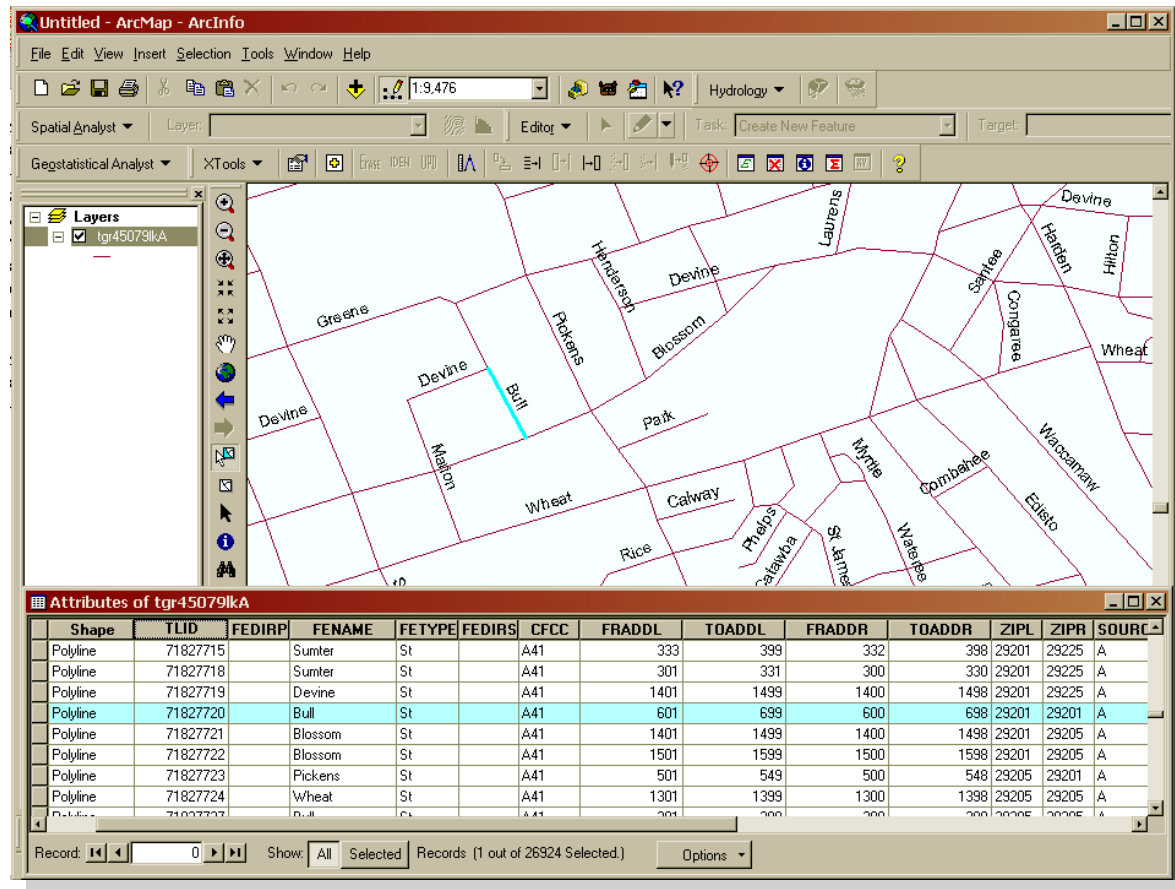 Untitled - ArcMap - ArcInfo
File Edit View Insert Selection Tools Window Help
1:9,476 Hydrology
Spatial Analyst Layer: Editor Task: Create New Feature Target:
Geostatistical Analyst XTools ERASE IDEN UPD XY
Layers
tgr45079lkA
Devine
Laurens
Harden
Hilton
Henderson
Devine
Santee
Greene
Pickens
Congaree
Blossom
Wheat
Devine
Bull
Devine
Park
Marion
Waccamaw
Myrtle
Combahee
Wheat
Calway
Edisto
Phelps
Rice
Catawba
St James
Wateree
Attributes of tgr45079lkA
Shape TLID FEDIRP FENAME FETYPE FEDIRS CFCC FRADDL TOADDL FRADDR TOADDR ZIPL ZIPR SOURC
Polyline 71827715 Sumter St A41 333 399 332 398 29201 29225 A
Polyline 71827718 Sumter St A41 301 331 300 330 29201 29225 A
Polyline 71827719 Devine St A41 1401 1499 1400 1498 29201 29225 A
Polyline 71827720 Bull St A41 601 699 600 698 29201 29201 A
Polyline 71827721 Blossom St A41 1401 1499 1400 1498 29201 29205 A
Polyline 71827722 Blossom St A41 1501 1599 1500 1598 29201 29205 A
Polyline 71827723 Pickens St A41 501 549 500 548 29205 29201 A
Polyline 71827724 Wheat St A41 1301 1399 1300 1398 29205 29205 A
Record: 0 Show: All Selected Records (1 out of 26924 Selected.) Options